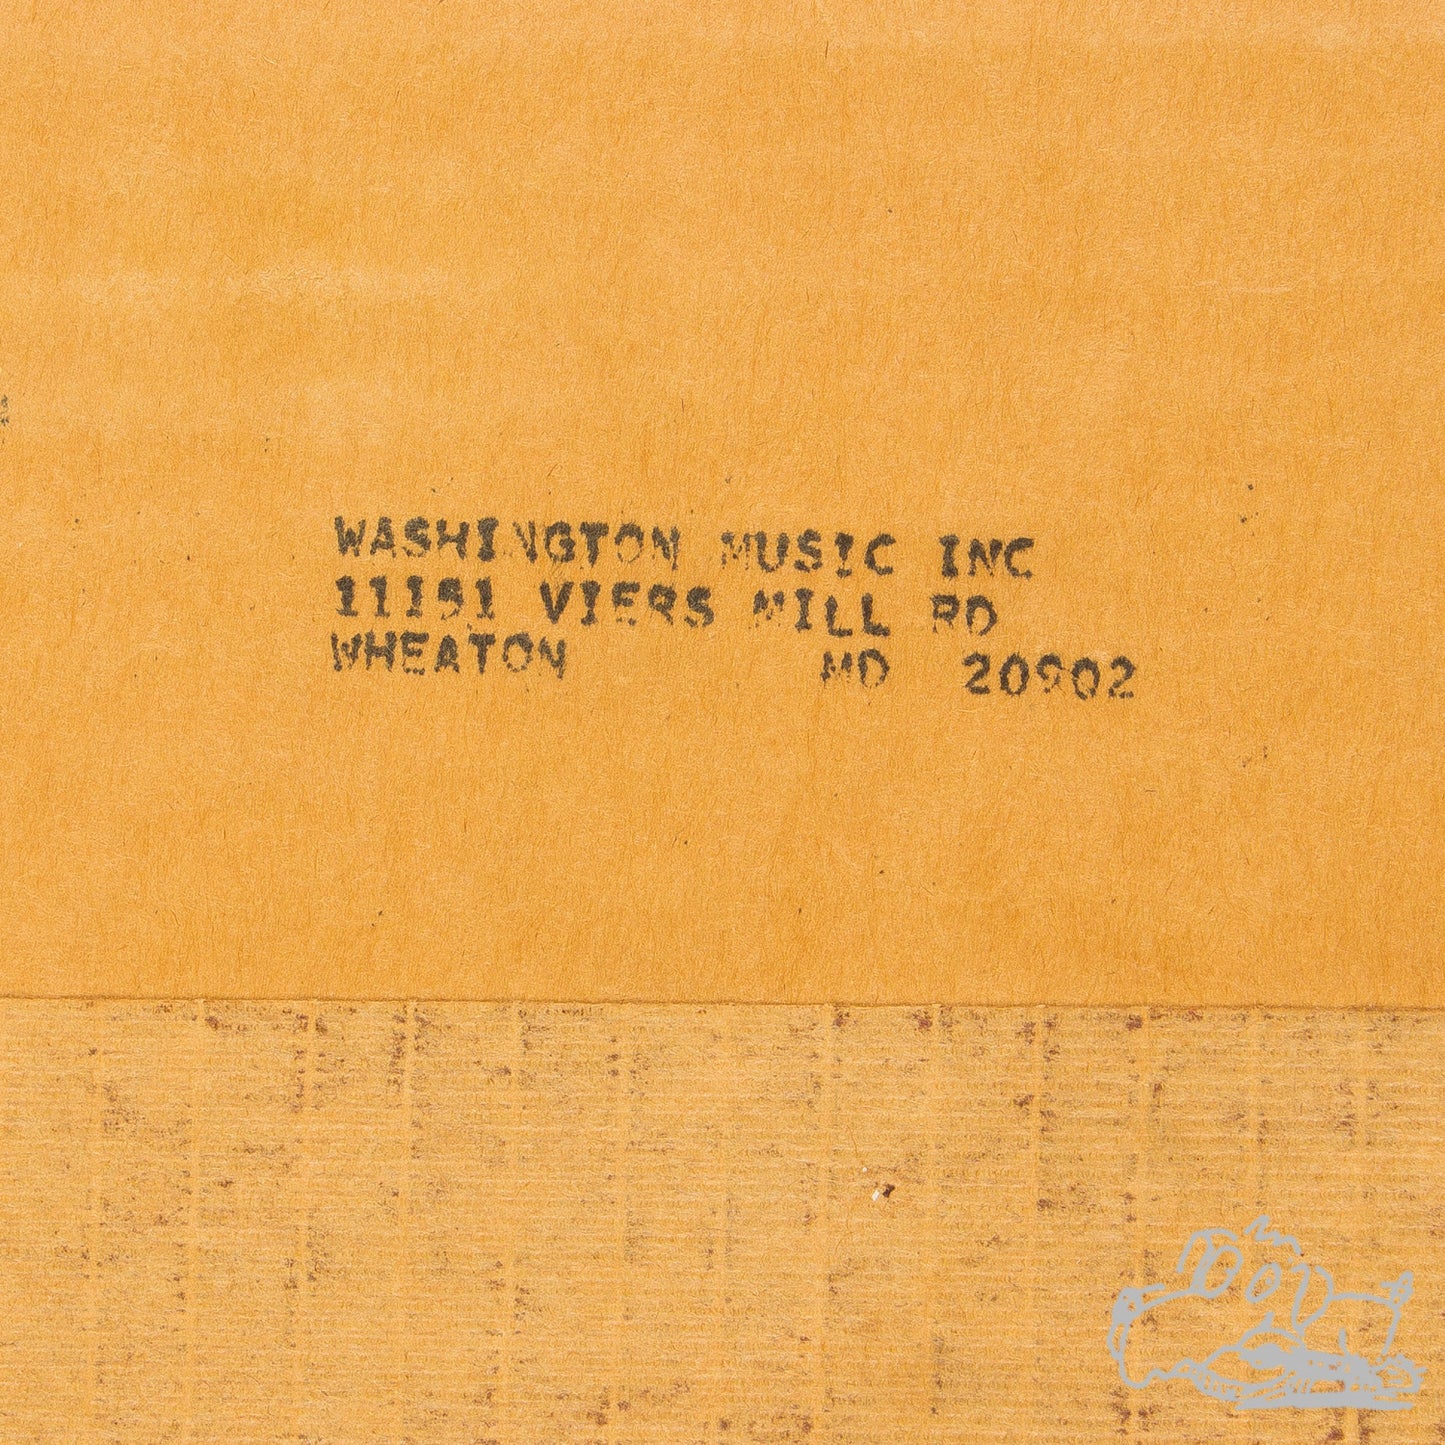 WASHINGTON MUSIC INC
11151 VIERS MILL RD
WHEATON MD 20902